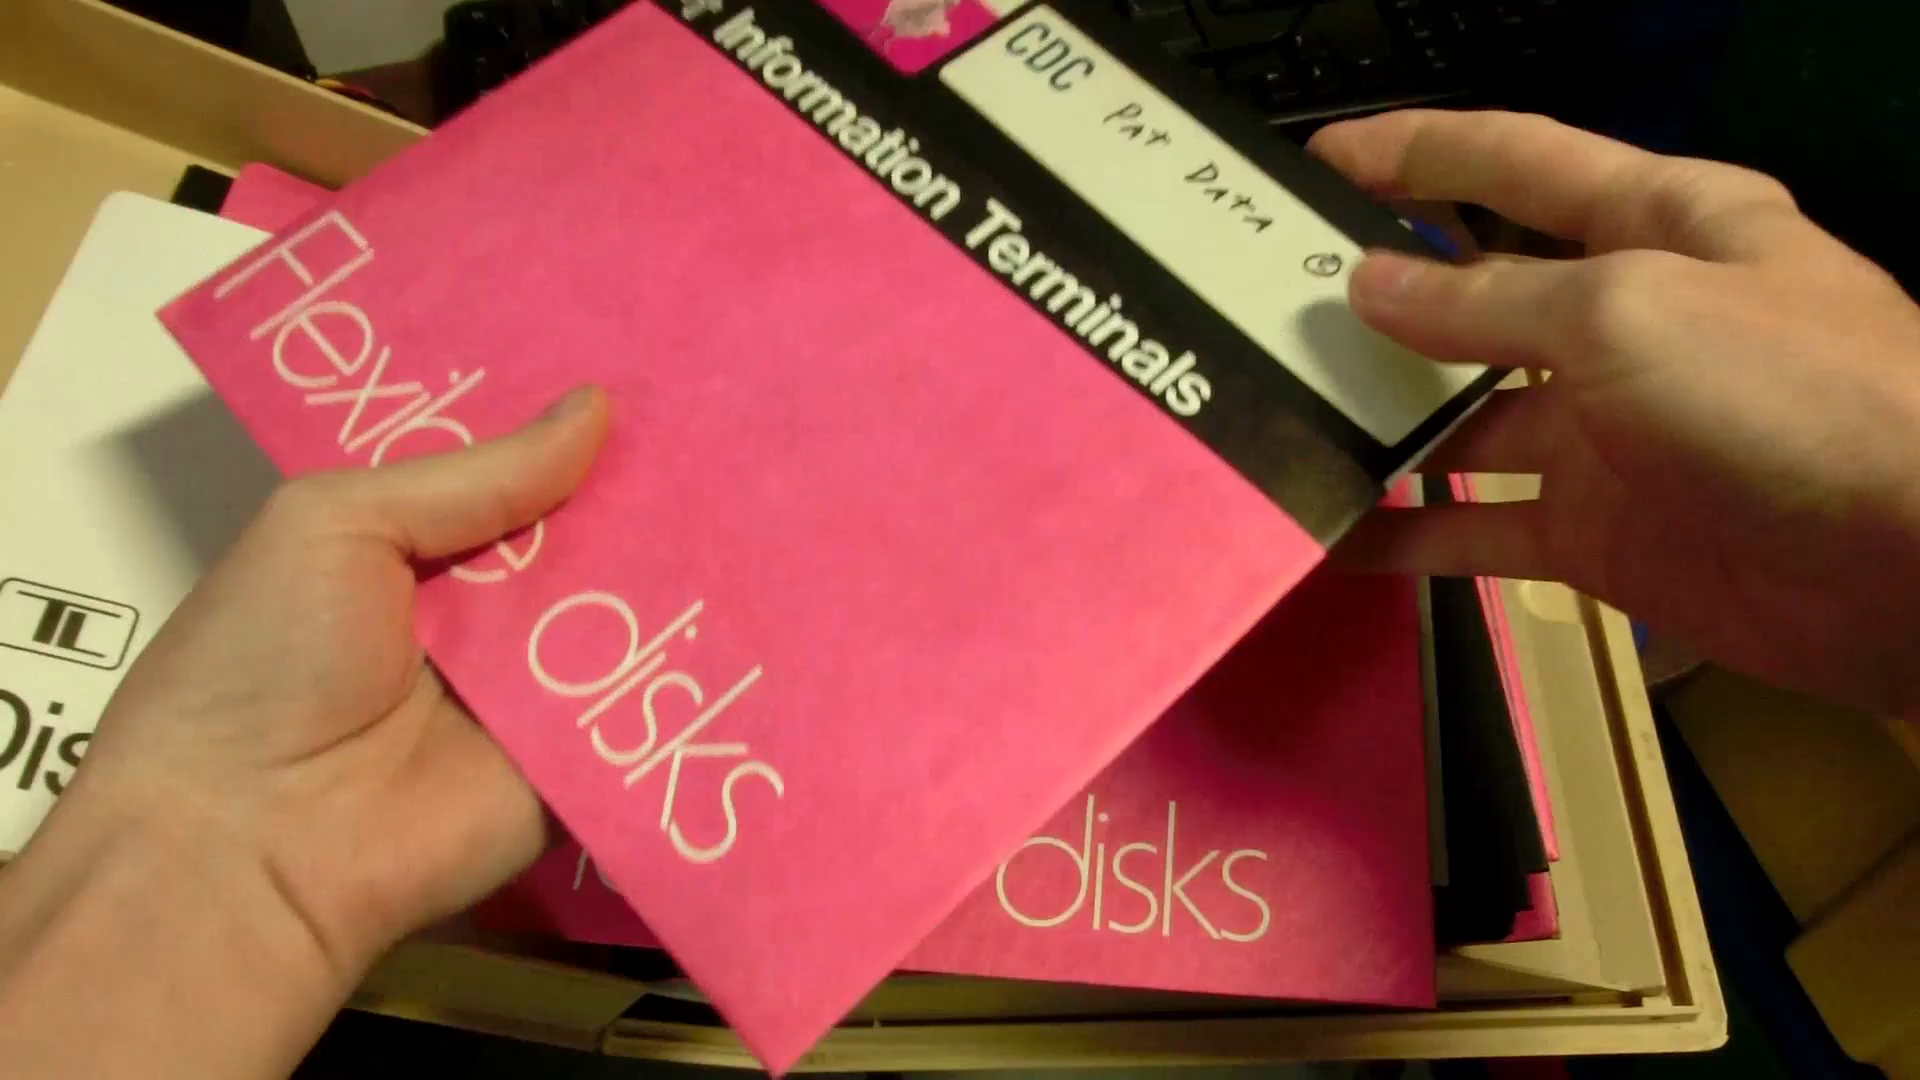 CDC Pat Data
Information Terminals
Flexible disks
disks
TL
Dis